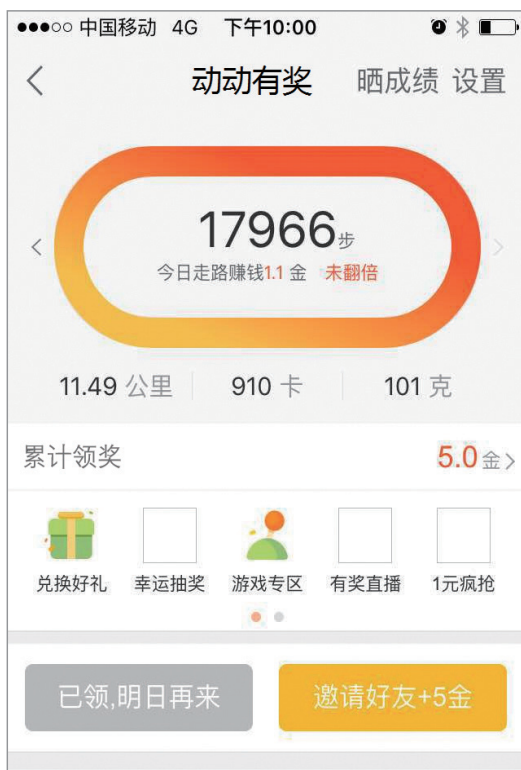 中国移动 4G 下午10:00
动动有奖 晒成绩 设置
17966步
今日走路赚钱1.1 金 未翻倍
11.49 公里 910 卡 101 克
累计领奖 5.0 金
兑换好礼 幸运抽奖 游戏专区 有奖直播 1元疯抢
已领,明日再来 邀请好友+5金